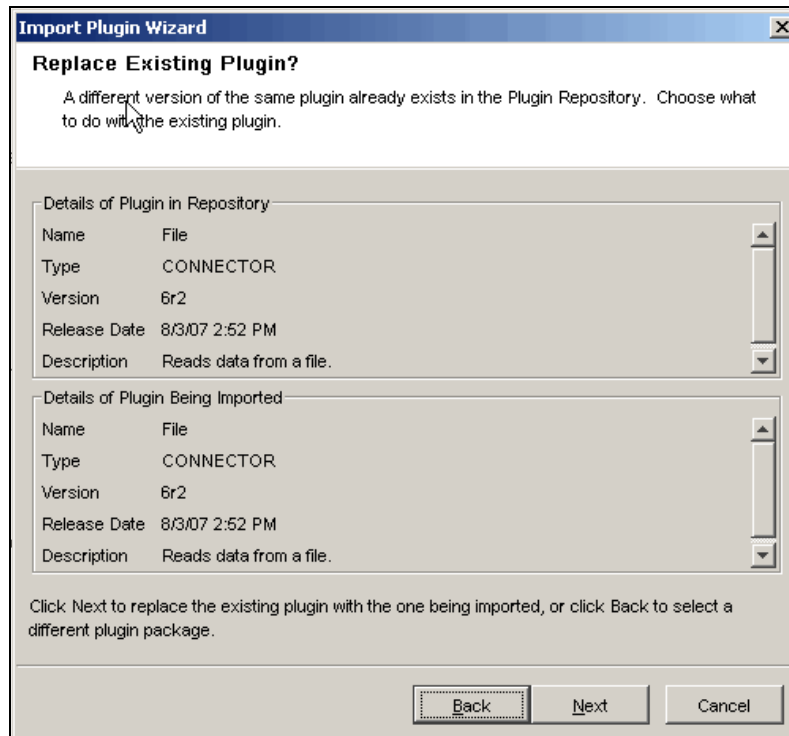 Import Plugin Wizard
Replace Existing Plugin?
A different version of the same plugin already exists in the Plugin Repository.  Choose what
to do with the existing plugin.
Details of Plugin in Repository
Name File
Type CONNECTOR
Version 6r2
Release Date 8/3/07 2:52 PM
Description Reads data from a file.
Details of Plugin Being Imported
Name File
Type CONNECTOR
Version 6r2
Release Date 8/3/07 2:52 PM
Description Reads data from a file.
Click Next to replace the existing plugin with the one being imported, or click Back to select a
different plugin package.
Back Next Cancel